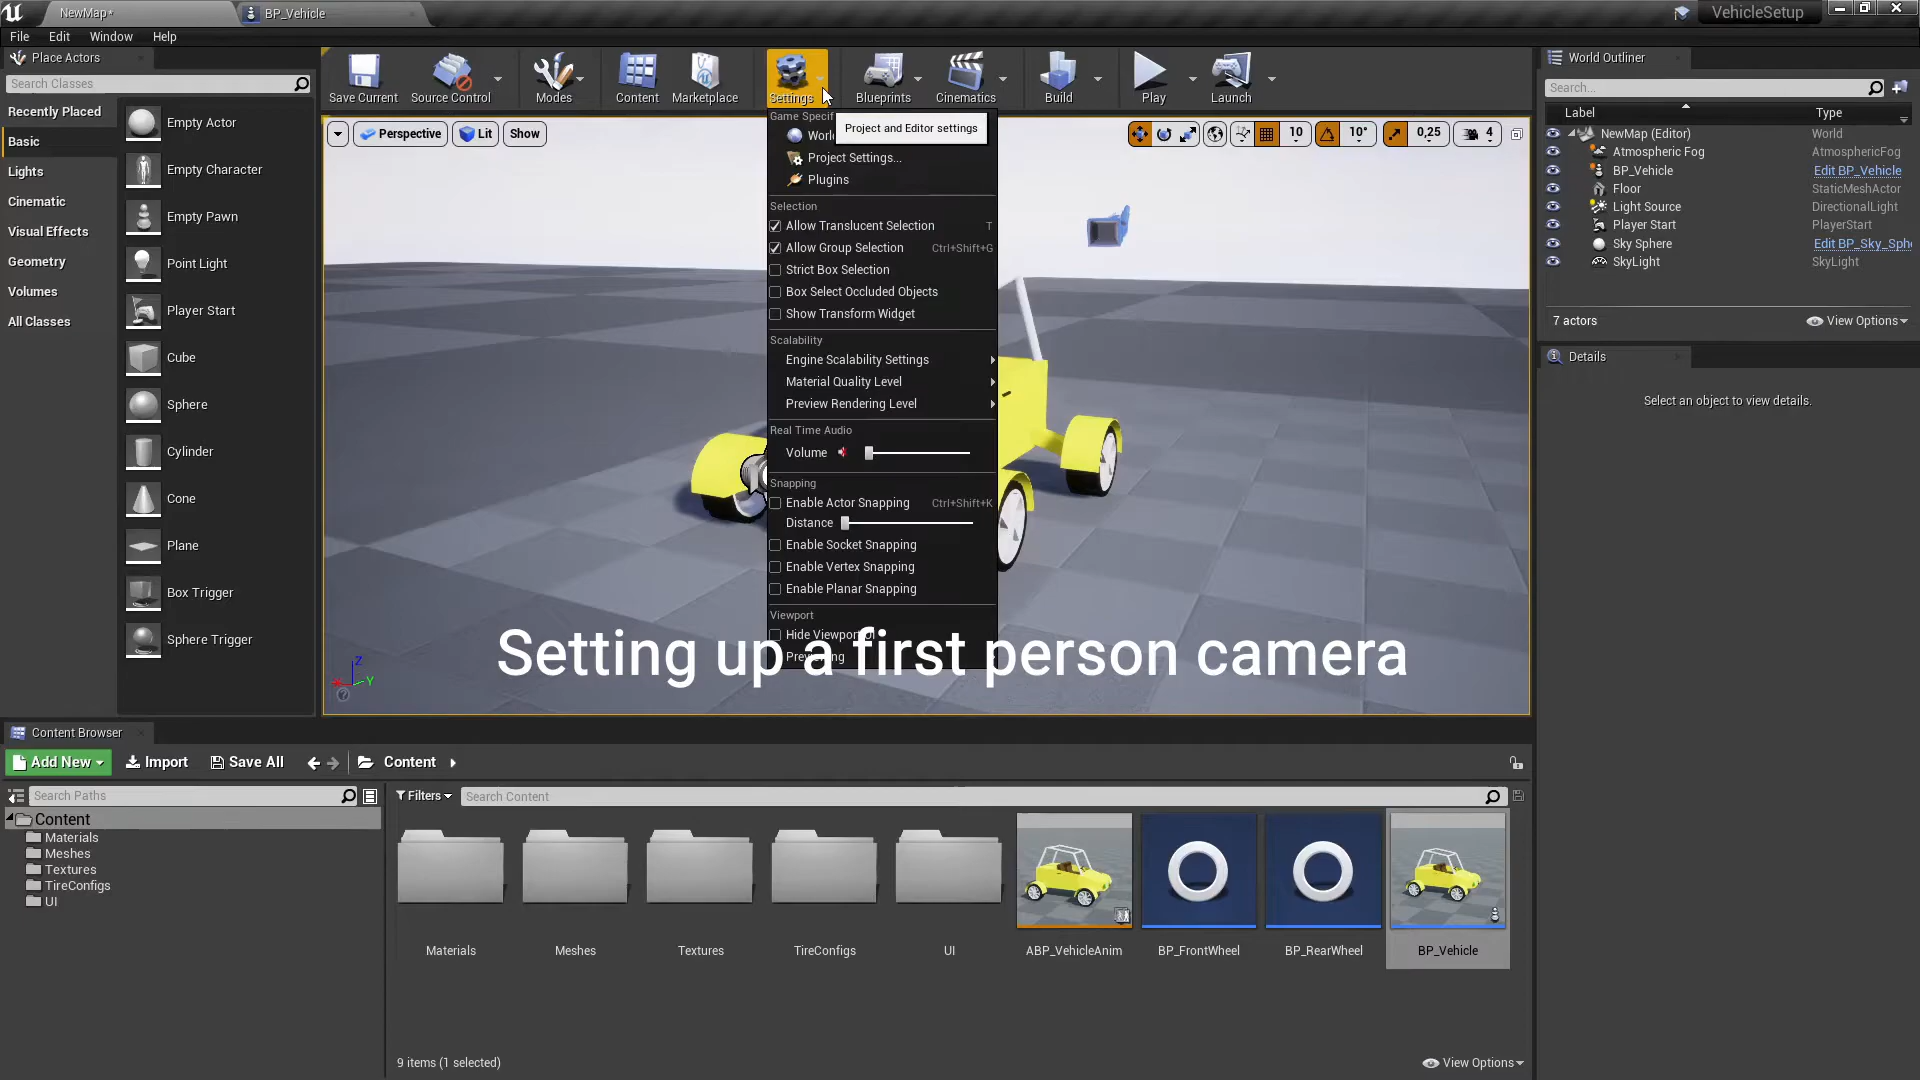 NewMap*
BP_Vehicle
VehicleSetup
File
Edit
Window
Help
Place Actors
Search Classes
Recently Placed
Basic
Lights
Cinematic
Visual Effects
Geometry
Volumes
All Classes
Empty Actor
Empty Character
Empty Pawn
Point Light
Player Start
Cube
Sphere
Cylinder
Cone
Plane
Box Trigger
Sphere Trigger
Save Current
Source Control
Modes
Content
Marketplace
Settings
Blueprints
Cinematics
Build
Play
Launch
Perspective
Lit
Show
10
10°
0,25
4
Game Specif
Worl
Project and Editor settings
Project Settings...
Plugins
Selection
Allow Translucent Selection T
Allow Group Selection Ctrl+Shift+G
Strict Box Selection
Box Select Occluded Objects
Show Transform Widget
Scalability
Engine Scalability Settings
Material Quality Level
Preview Rendering Level
Real Time Audio
Volume
Snapping
Enable Actor Snapping Ctrl+Shift+K
Distance
Enable Socket Snapping
Enable Vertex Snapping
Enable Planar Snapping
Viewport
Hide Viewport UI
Previewing
Setting up a first person camera
Z
Y
World Outliner
Search...
Label Type
NewMap (Editor) World
Atmospheric Fog AtmosphericFog
BP_Vehicle Edit BP_Vehicle
Floor StaticMeshActor
Light Source DirectionalLight
Player Start PlayerStart
Sky Sphere Edit BP_Sky_Sphe
SkyLight SkyLight
7 actors View Options
Details
Select an object to view details.
Content Browser
Add New Import Save All Content
Search Paths
Content
Materials
Meshes
Textures
TireConfigs
UI
Filters Search Content
Materials
Meshes
Textures
TireConfigs
UI
ABP_VehicleAnim
BP_FrontWheel
BP_RearWheel
BP_Vehicle
9 items (1 selected) View Options